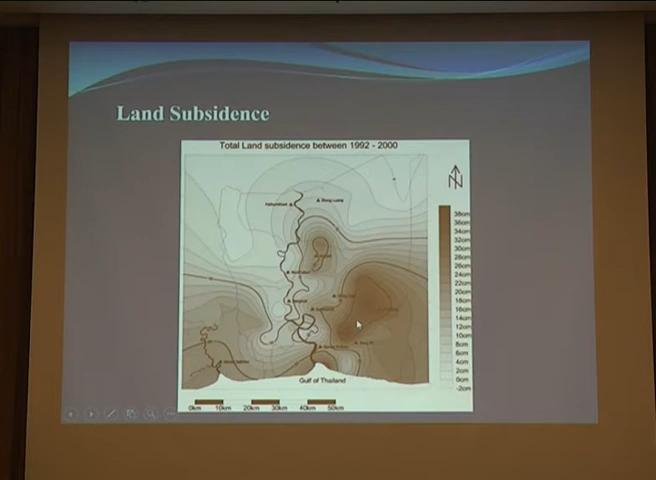 Land Subsidence
Total Land subsidence between 1992 - 2000
N
38cm
36cm
34cm
32cm
30cm
28cm
26cm
24cm
22cm
20cm
18cm
16cm
14cm
12cm
10cm
8cm
6cm
4cm
2cm
0cm
-2cm
Gulf of Thailand
0km 10km 20km 30km 40km 50km